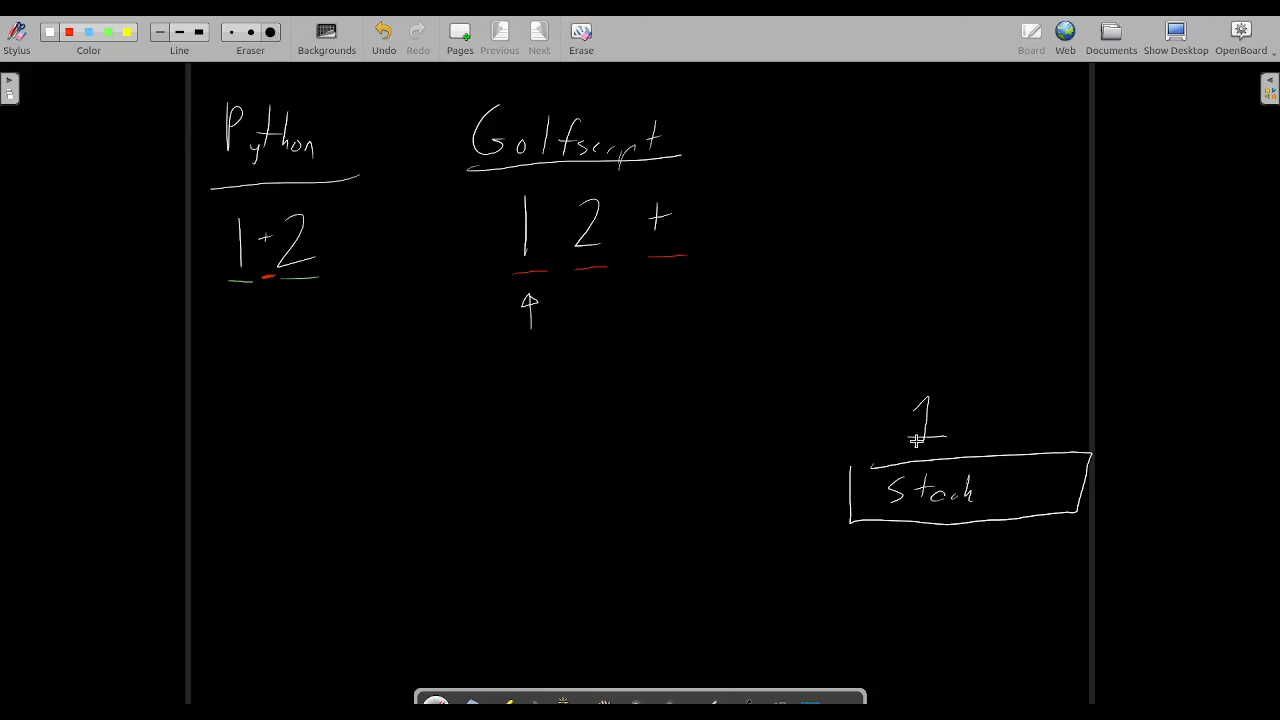 Stylus Color Line Eraser Backgrounds Undo Redo Pages Previous Next Erase Board Web Documents Show Desktop OpenBoard
Python Golfscript
1+2 1 2 +
1
Stack